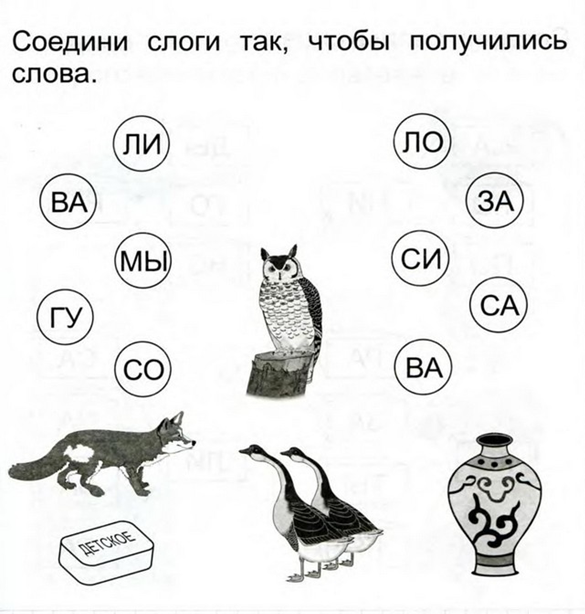 Соедини слоги так, чтобы получились
слова.
ЛИ ЛО
ВА ЗА
МЫ СИ
ГУ СА
СО ВА
ДЕТСКОЕ